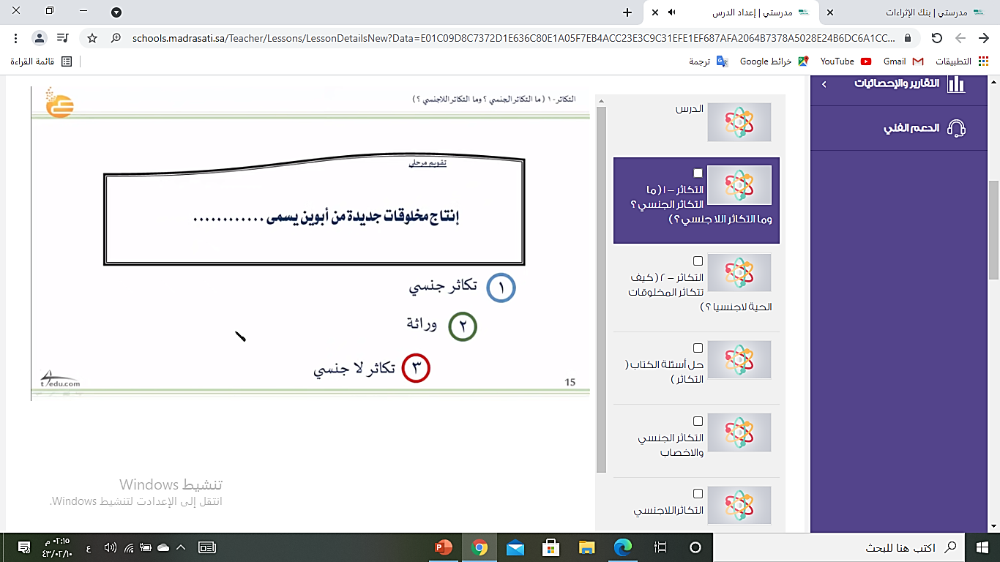 مدرستي | بنك الإثراءات
مدرستي | إعداد الدرس
schools.madrasati.sa/Teacher/Lessons/LessonDetailsNew?Data=E01C09D8C7372D1E636C80E1A05F7EB4ACC23E3C9C31EFE1EF687AFA2064B7378A5028E24B6DC6A1CC...
التطبيقات
Gmail
YouTube
خرائط Google
ترجمة
قائمة القراءة
التقارير والإحصائيات
الدعم الفني
الدرس
التكاثر – ١ ( ما
التكاثر الجنسي ؟
وما التكاثر اللا جنسي ؟ )
التكاثر – ٢ ( كيف
تتكاثر المخلوقات
الحية لاجنسيا ؟ )
حل أسئلة الكتاب (
التكاثر )
التكاثر الجنسي
والاخصاب
التكاثراللاجنسي
التكاثر- ١ ( ما التكاثر الجنسي ؟ وما التكاثر اللاجنسي ؟ )
تقويم مرحلي
إنتاج مخلوقات جديدة من أبوين يسمى ............
١ تكاثر جنسي
٢ وراثة
٣ تكاثر لا جنسي
t4edu.com
15
تنشيط Windows
انتقل إلى الإعدادت لتنشيط Windows.
اكتب هنا للبحث
ع
٠٢:١٥ م
٤٣/٠٢/١٠